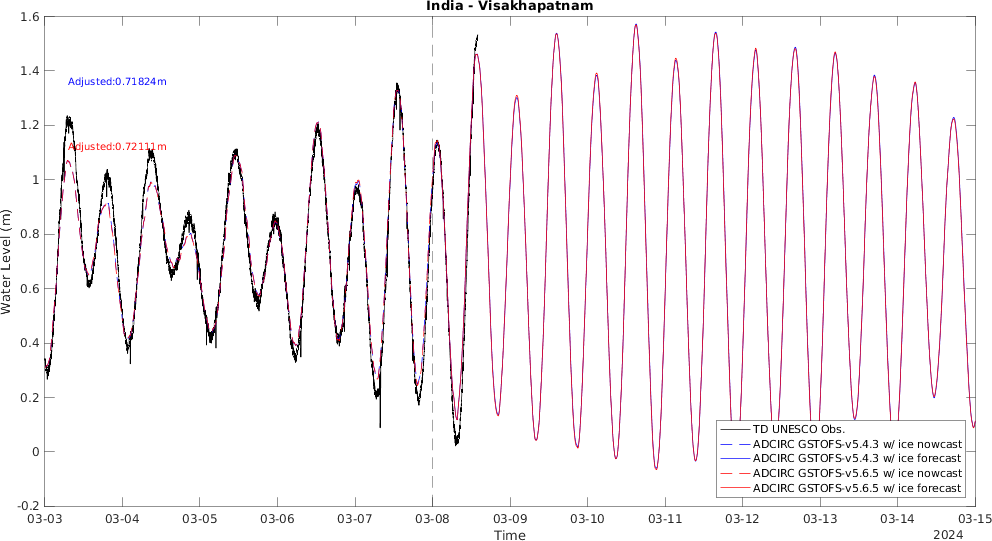 India - Visakhapatnam
Water Level (m)
1.6
1.4
1.2
1
0.8
0.6
0.4
0.2
0
-0.2
Adjusted:0.71824m
Adjusted:0.72111m
TD UNESCO Obs.
ADCIRC GSTOFS-v5.4.3 w/ ice nowcast
ADCIRC GSTOFS-v5.4.3 w/ ice forecast
ADCIRC GSTOFS-v5.6.5 w/ ice nowcast
ADCIRC GSTOFS-v5.6.5 w/ ice forecast
03-03 03-04 03-05 03-06 03-07 03-08 03-09 03-10 03-11 03-12 03-13 03-14 03-15
Time
2024